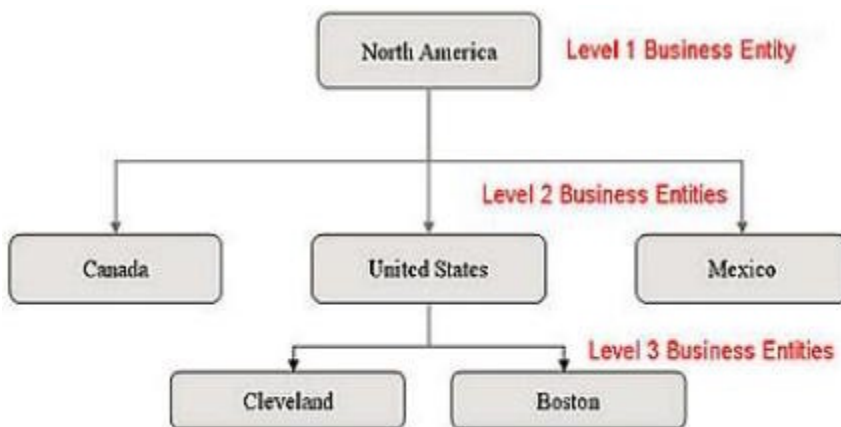 North America
Level 1 Business Entity
Level 2 Business Entities
Canada
United States
Mexico
Level 3 Business Entities
Cleveland
Boston